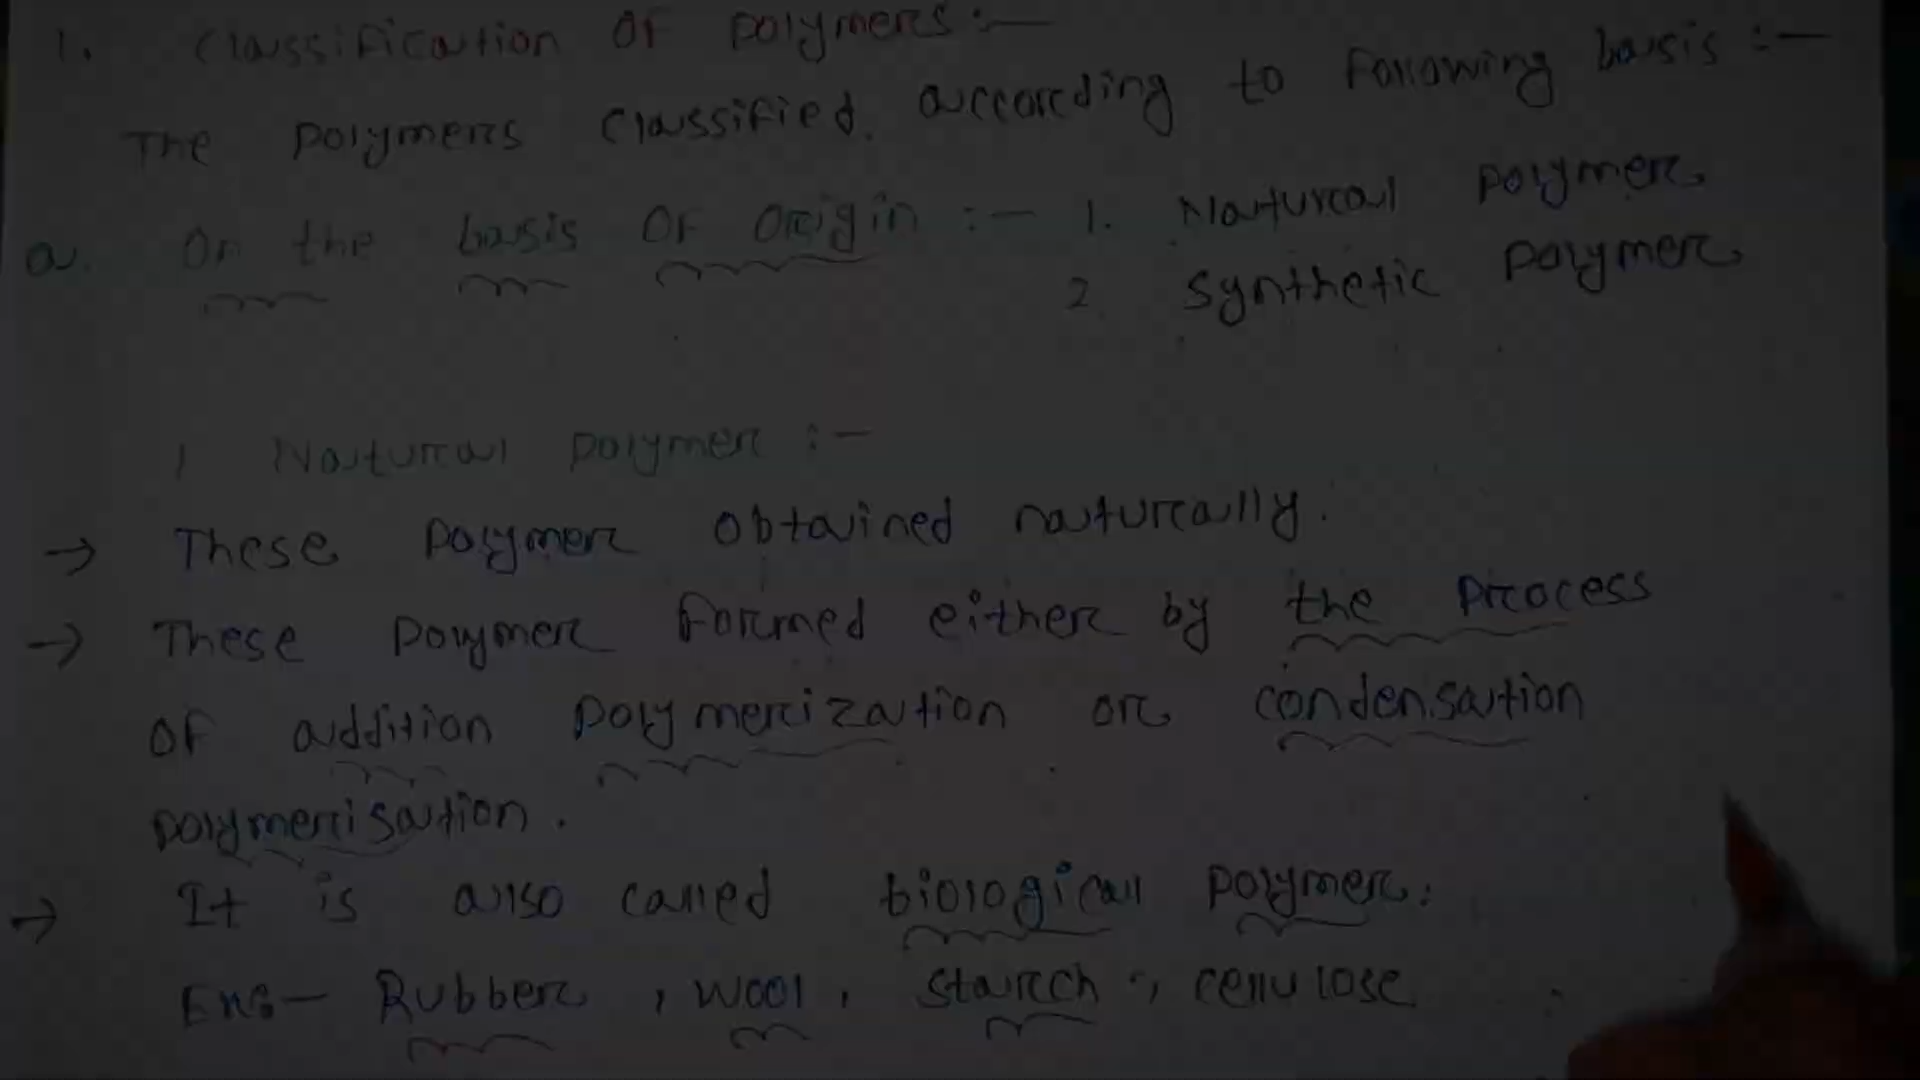 1. Classification OF polymers :-
The polymers classified. according to following basis :-
a. On the basis OF Origin :- 1. Natural polymer
2. Synthetic polymer
1 Natural polymer :-
→ These polymer obtained naturally.
→ These polymer formed either by the process
OF addition polymerization or condensation
polymerisation.
→ It is also called biological polymer.
Exs- Rubber, wool, starch, cellulose